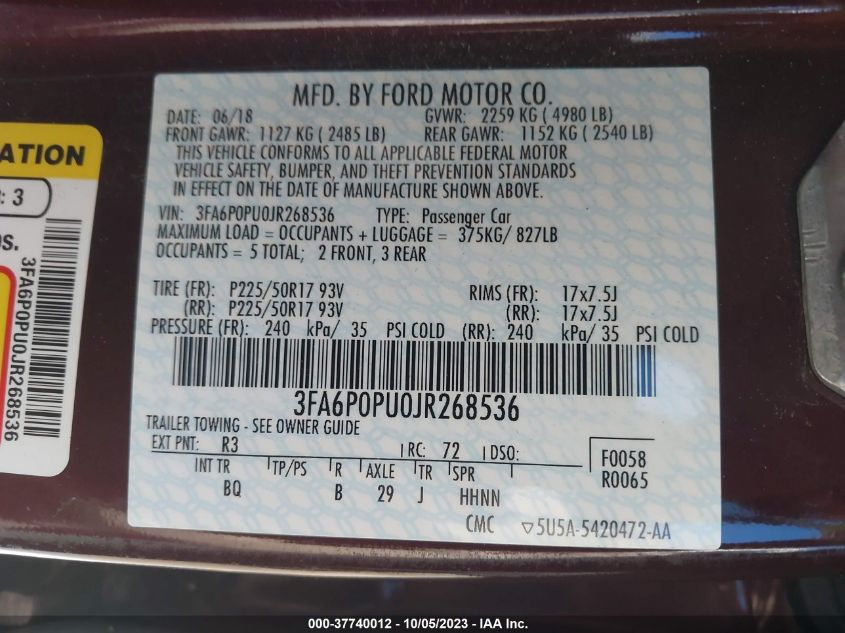 MFD. BY FORD MOTOR CO.
DATE: 06/18 GVWR: 2259 KG ( 4980 LB)
FRONT GAWR: 1127 KG ( 2485 LB) REAR GAWR: 1152 KG ( 2540 LB)
THIS VEHICLE CONFORMS TO ALL APPLICABLE FEDERAL MOTOR
VEHICLE SAFETY, BUMPER, AND THEFT PREVENTION STANDARDS
IN EFFECT ON THE DATE OF MANUFACTURE SHOWN ABOVE.
VIN: 3FA6P0PU0JR268536 TYPE: Passenger Car
MAXIMUM LOAD = OCCUPANTS + LUGGAGE = 375KG/ 827LB
OCCUPANTS = 5 TOTAL; 2 FRONT, 3 REAR
TIRE (FR): P225/50R17 93V RIMS (FR): 17x7.5J
(RR): P225/50R17 93V (RR): 17x7.5J
PRESSURE (FR): 240 kPa/ 35 PSI COLD (RR): 240 kPa/ 35 PSI COLD
3FA6P0PU0JR268536
TRAILER TOWING - SEE OWNER GUIDE
EXT PNT: R3 RC: 72 DSO: F0058
INT TR TP/PS R AXLE TR SPR R0065
BQ B 29 J HHNN
CMC ▽5U5A-5420472-AA
ATION
: 3
s.
3FA6P0PU0JR268536
000-37740012 - 10/05/2023 - IAA Inc.